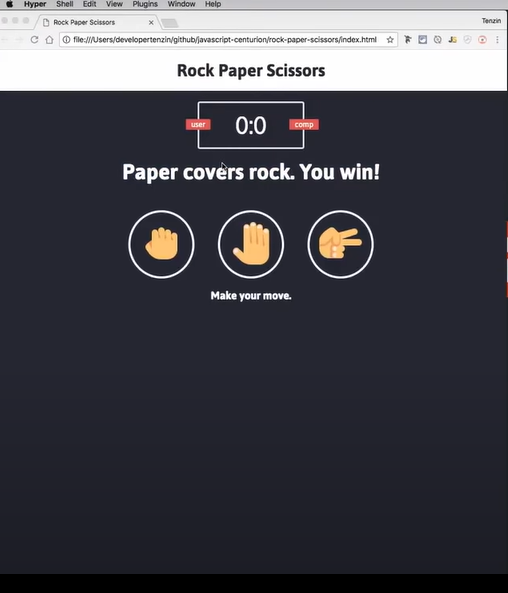 Hyper Shell Edit View Plugins Window Help
Rock Paper Scissors
Tenzin
file:///Users/developertenzin/github/javascript-centurion/rock-paper-scissors/index.html
Rock Paper Scissors
user 0:0 comp
Paper covers rock. You win!
Make your move.